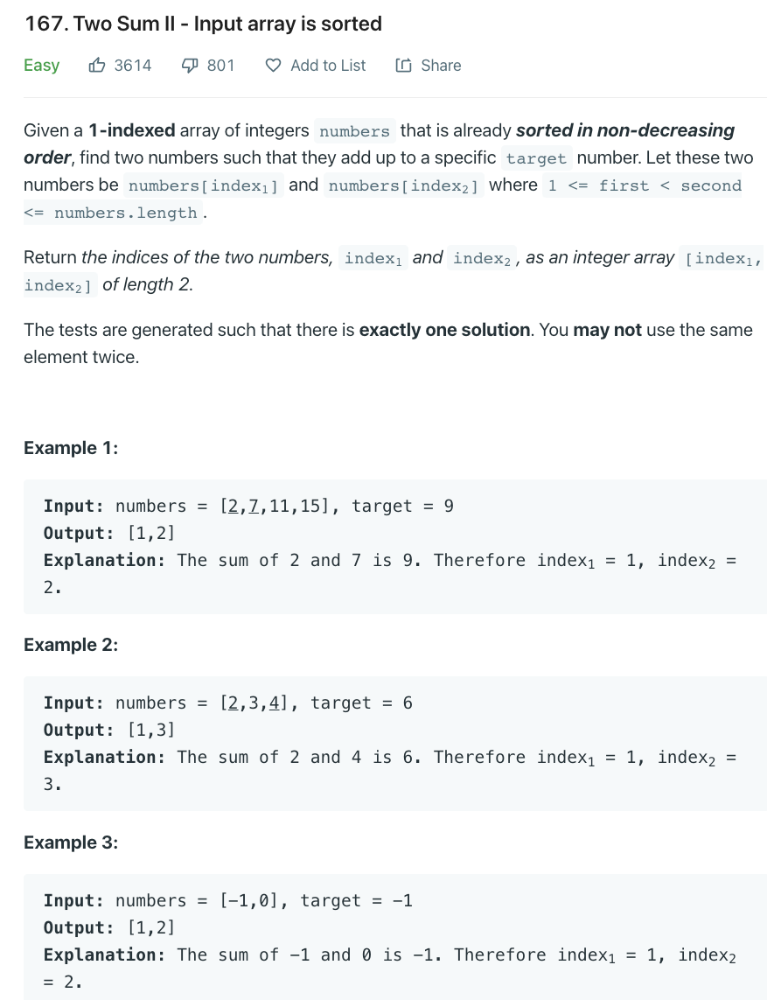 167. Two Sum II - Input array is sorted
Easy 3614 801 Add to List Share
Given a 1-indexed array of integers numbers that is already sorted in non-decreasing
order, find two numbers such that they add up to a specific target number. Let these two
numbers be numbers[index₁] and numbers[index₂] where 1 <= first < second
<= numbers.length.
Return the indices of the two numbers, index₁ and index₂, as an integer array [index₁,
index₂] of length 2.
The tests are generated such that there is exactly one solution. You may not use the same
element twice.
Example 1:
Input: numbers = [2,7,11,15], target = 9
Output: [1,2]
Explanation: The sum of 2 and 7 is 9. Therefore index₁ = 1, index₂ =
2.
Example 2:
Input: numbers = [2,3,4], target = 6
Output: [1,3]
Explanation: The sum of 2 and 4 is 6. Therefore index₁ = 1, index₂ =
3.
Example 3:
Input: numbers = [−1,0], target = −1
Output: [1,2]
Explanation: The sum of −1 and 0 is −1. Therefore index₁ = 1, index₂
= 2.